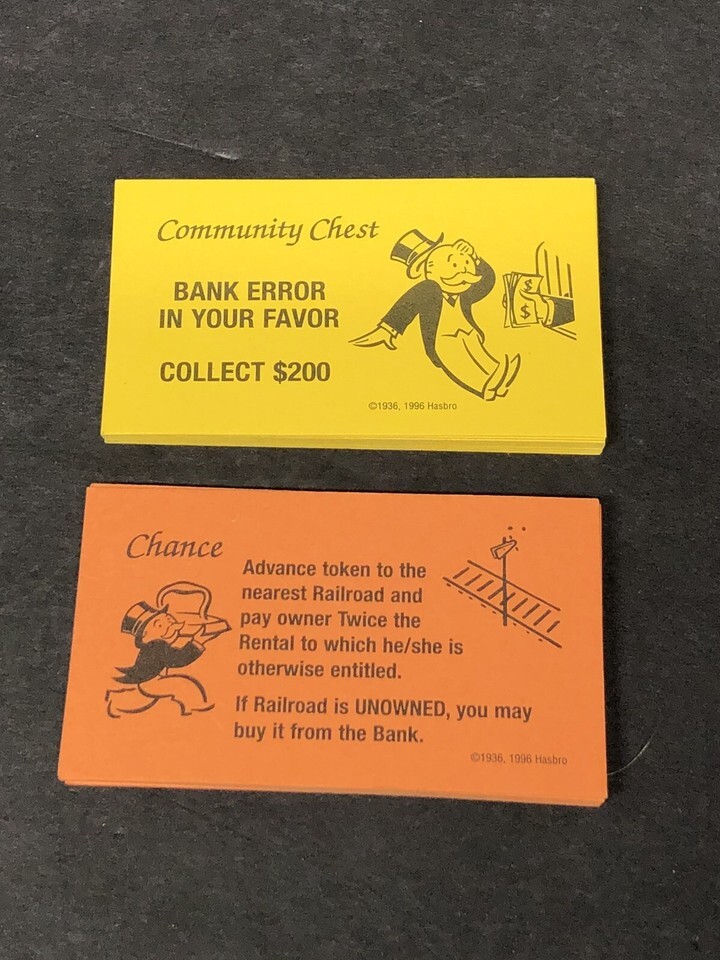 Community Chest
BANK ERROR
IN YOUR FAVOR
COLLECT $200
$
$
©1936, 1996 Hasbro
Chance
Advance token to the
nearest Railroad and
pay owner Twice the
Rental to which he/she is
otherwise entitled.
If Railroad is UNOWNED, you may
buy it from the Bank.
©1936, 1996 Hasbro